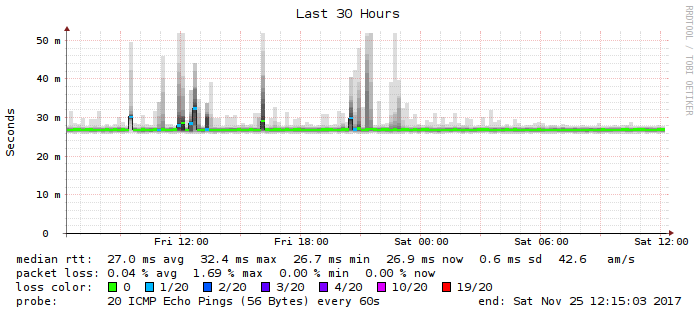 Last 30 Hours
RRDTOOL / TOBI OETIKER
Seconds
50 m
40 m
30 m
20 m
10 m
0
Fri 12:00 Fri 18:00 Sat 00:00 Sat 06:00 Sat 12:00
median rtt: 27.0 ms avg 32.4 ms max 26.7 ms min 26.9 ms now 0.6 ms sd 42.6 am/s
packet loss: 0.04 % avg 1.69 % max 0.00 % min 0.00 % now
loss color: 0 1/20 2/20 3/20 4/20 10/20 19/20
probe: 20 ICMP Echo Pings (56 Bytes) every 60s end: Sat Nov 25 12:15:03 2017